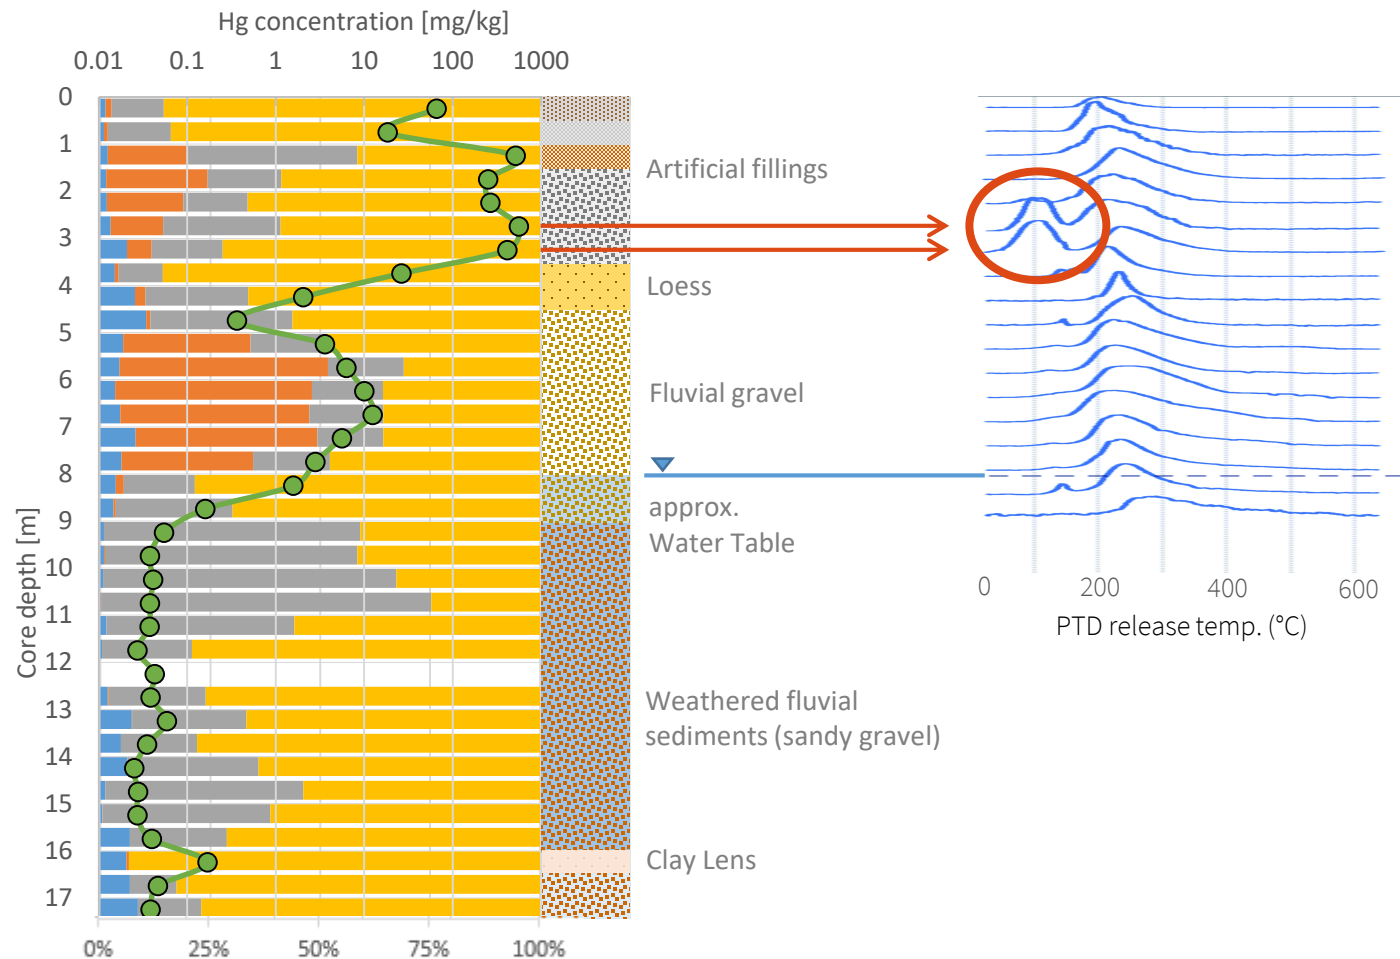 Hg concentration [mg/kg]
0.01 0.1 1 10 100 1000
0
1
2
3
4
5
6
7
8
9
10
11
12
13
14
15
16
17
Core depth [m]
0% 25% 50% 75% 100%
Artificial fillings
Loess
Fluvial gravel
approx.
Water Table
Weathered fluvial
sediments (sandy gravel)
Clay Lens
0 200 400 600
PTD release temp. (°C)